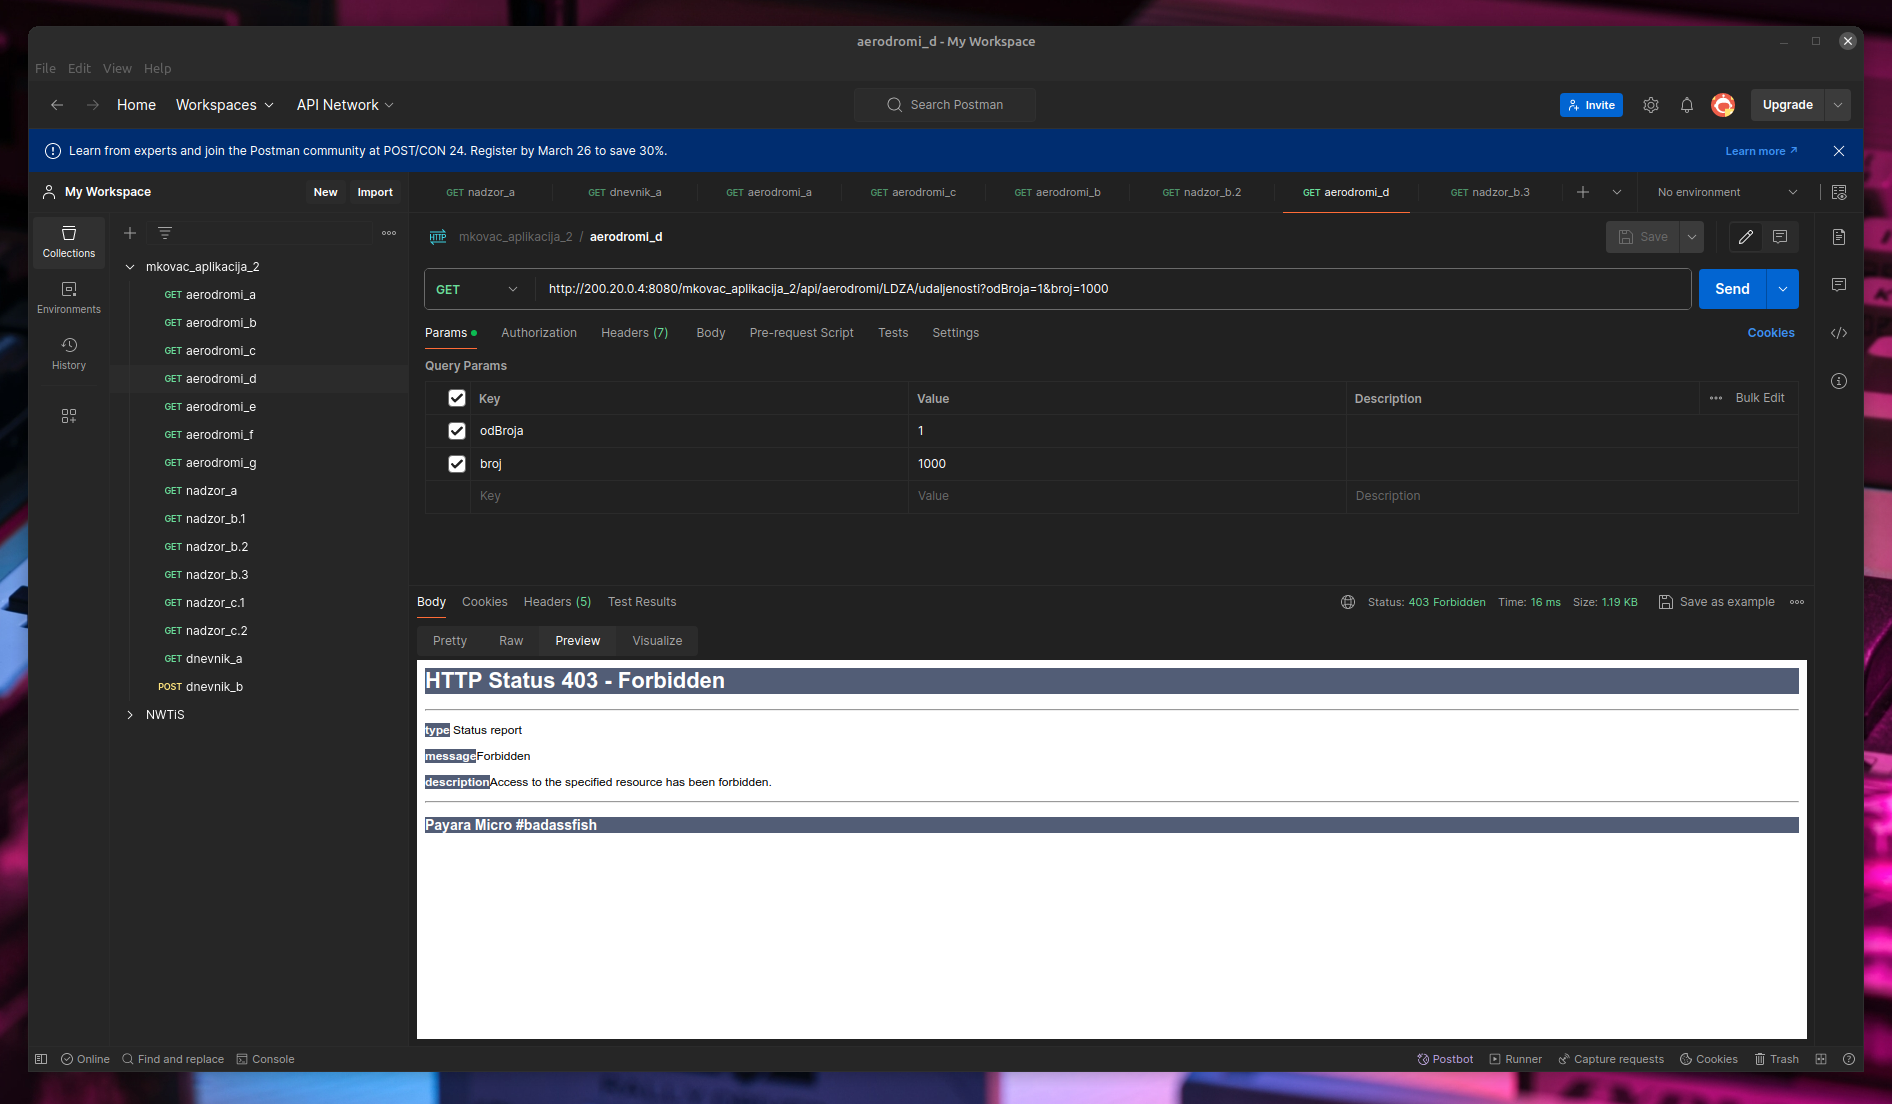 aerodromi_d - My Workspace
File Edit View Help
Home Workspaces API Network Search Postman Invite Upgrade
Learn from experts and join the Postman community at POST/CON 24. Register by March 26 to save 30%. Learn more
My Workspace New Import
GET nadzor_a GET dnevnik_a GET aerodromi_a GET aerodromi_c GET aerodromi_b GET nadzor_b.2 GET aerodromi_d GET nadzor_b.3 No environment
Collections
Environments
History
mkovac_aplikacija_2
GET aerodromi_a
GET aerodromi_b
GET aerodromi_c
GET aerodromi_d
GET aerodromi_e
GET aerodromi_f
GET aerodromi_g
GET nadzor_a
GET nadzor_b.1
GET nadzor_b.2
GET nadzor_b.3
GET nadzor_c.1
GET nadzor_c.2
GET dnevnik_a
POST dnevnik_b
NWTiS
HTTP mkovac_aplikacija_2 / aerodromi_d Save
GET http://200.20.0.4:8080/mkovac_aplikacija_2/api/aerodromi/LDZA/udaljenosti?odBroja=1&broj=1000 Send
Params Authorization Headers (7) Body Pre-request Script Tests Settings Cookies
Query Params
Key Value Description Bulk Edit
odBroja 1
broj 1000
Key Value Description
Body Cookies Headers (5) Test Results Status: 403 Forbidden Time: 16 ms Size: 1.19 KB Save as example
Pretty Raw Preview Visualize
HTTP Status 403 - Forbidden
type Status report
messageForbidden
descriptionAccess to the specified resource has been forbidden.
Payara Micro #badassfish
Online Find and replace Console Postbot Runner Capture requests Cookies Trash